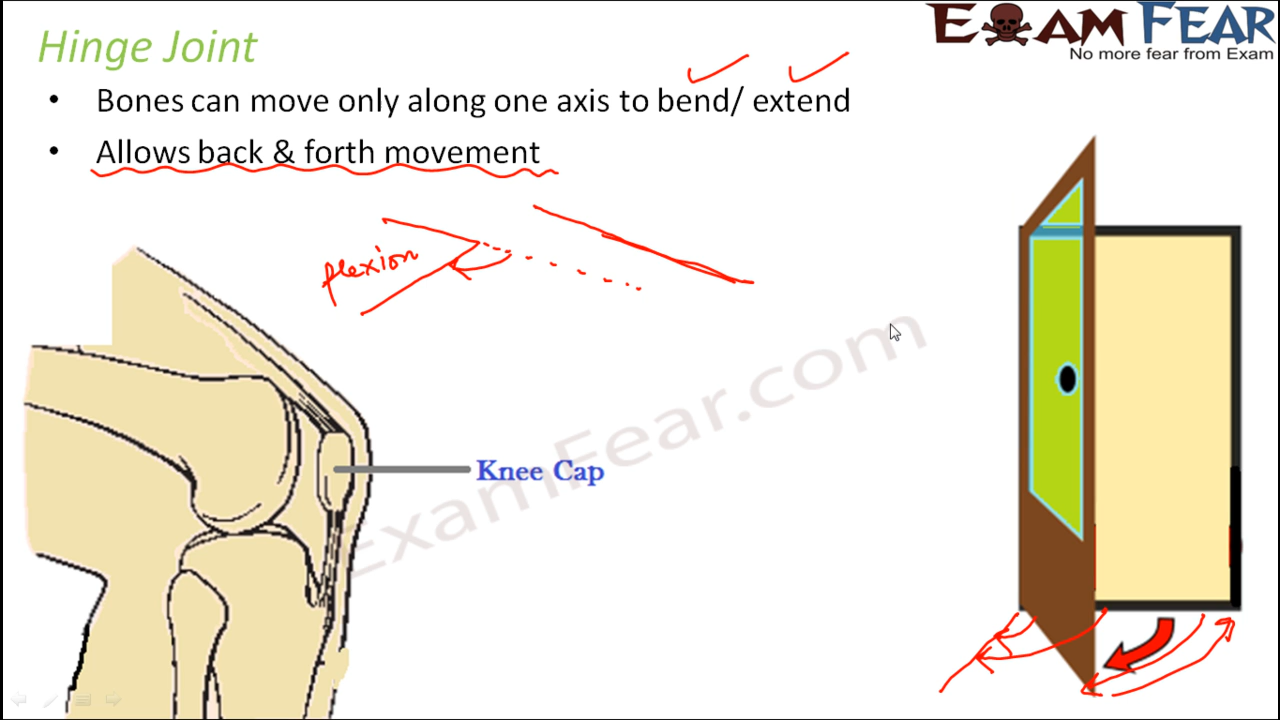 Hinge Joint
EXAM FEAR
No more fear from Exam
• Bones can move only along one axis to bend/ extend
• Allows back & forth movement
flexion
Knee Cap
ExamFear.com